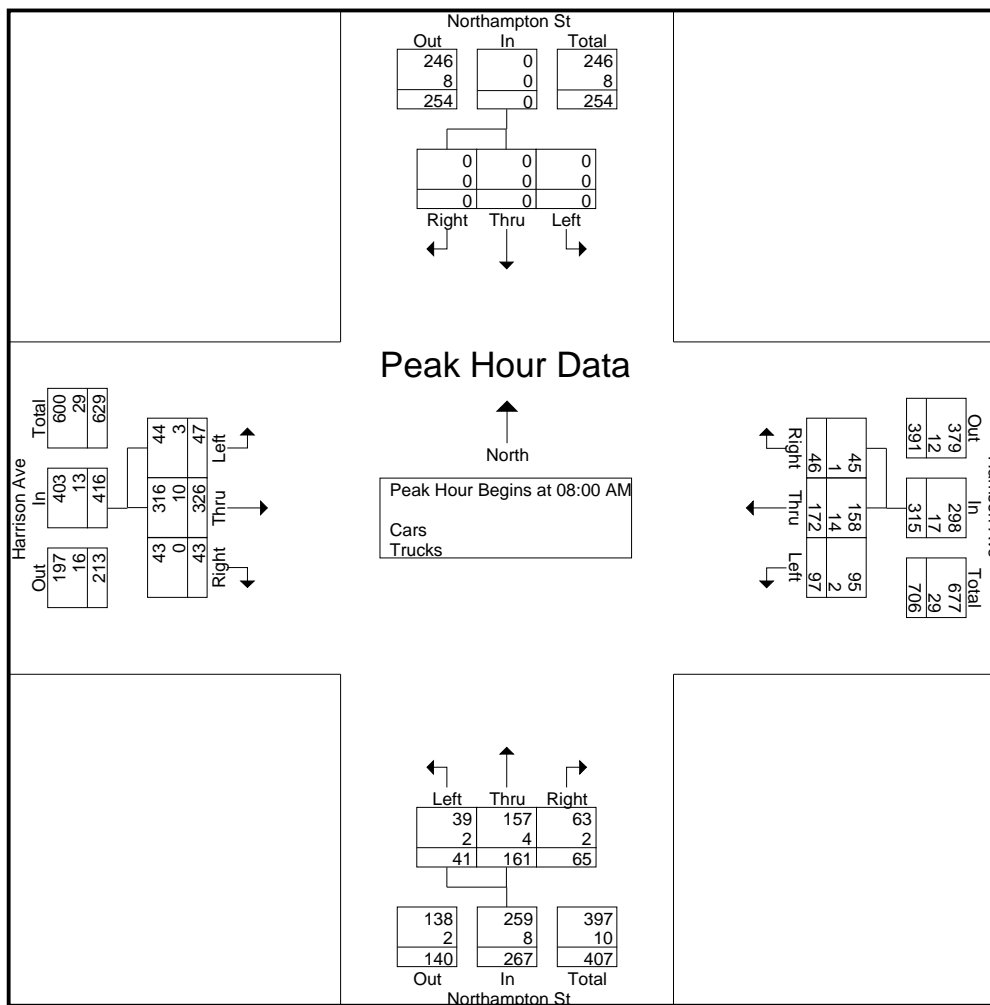 Northampton St
Out In Total
246 0 246
8 0 8
254 0 254
0 0 0
0 0 0
0 0 0
Right Thru Left
Peak Hour Data
North
Peak Hour Begins at 08:00 AM
Cars
Trucks
Harrison Ave
Out In Total
197 403 600
16 13 29
213 416 629
Right Thru Left
43 316 44
0 10 3
43 326 47
Out In Total
379 298 677
12 17 29
391 315 706
45 158 95
1 14 2
46 172 97
Right Thru Left
Left Thru Right
39 157 63
2 4 2
41 161 65
138 259 397
2 8 10
140 267 407
Out In Total
Northampton St